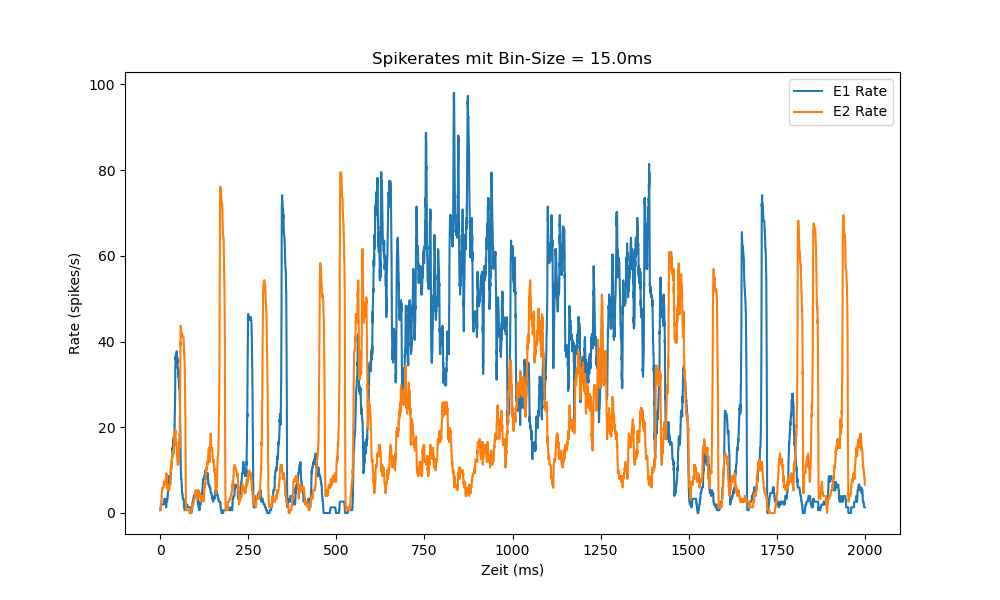 Spikerates mit Bin-Size = 15.0ms
E1 Rate
E2 Rate
100
80
60
40
20
0
Rate (spikes/s)
0 250 500 750 1000 1250 1500 1750 2000
Zeit (ms)